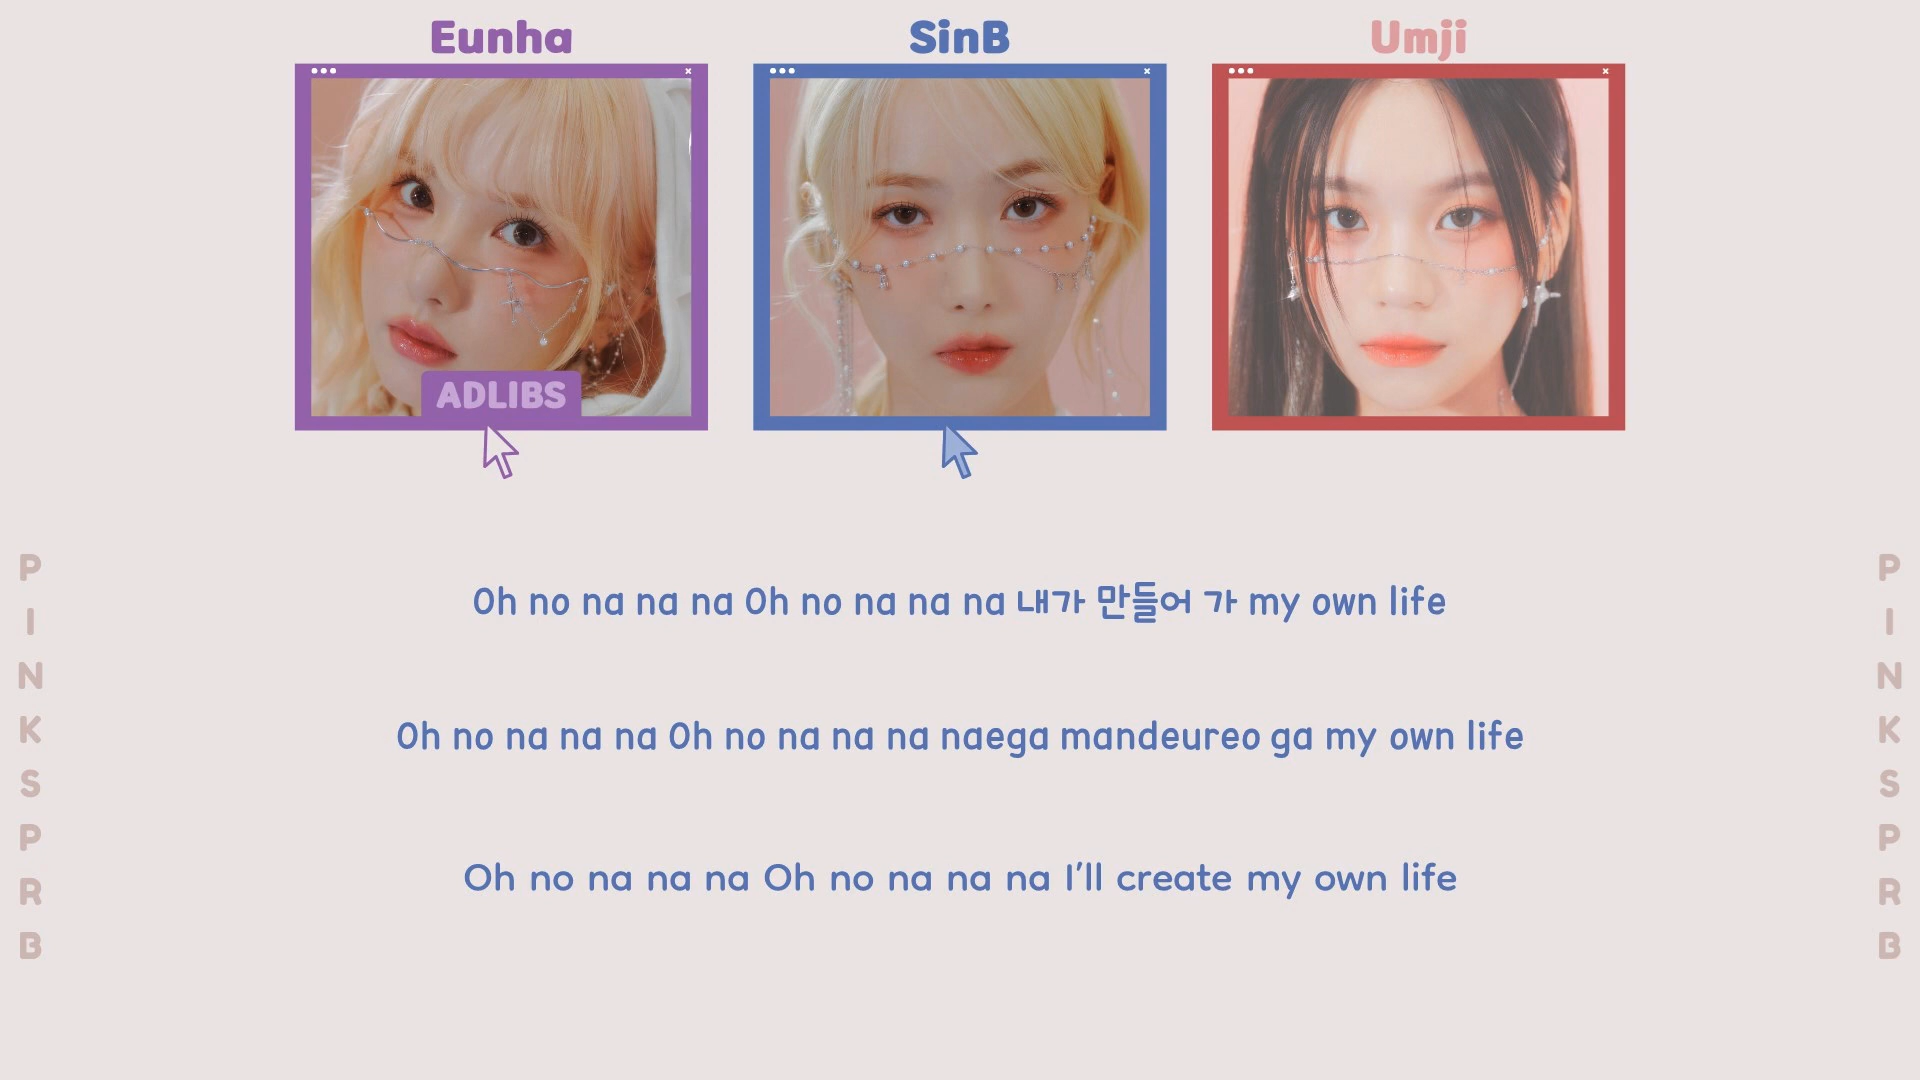 Eunha
SinB
Umji
ADLIBS
Oh no na na na Oh no na na na 내가 만들어 가 my own life
Oh no na na na Oh no na na na naega mandeureo ga my own life
Oh no na na na Oh no na na na I'll create my own life
PINKSPRB
PINKSPRB